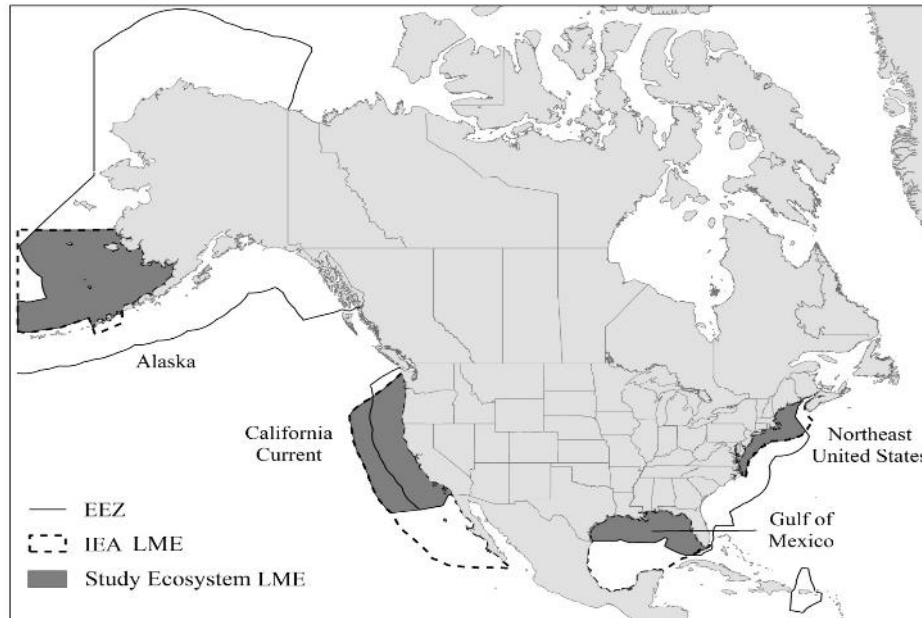 Alaska
California
Current
Northeast
United States
Gulf of
Mexico
EEZ
IEA LME
Study Ecosystem LME